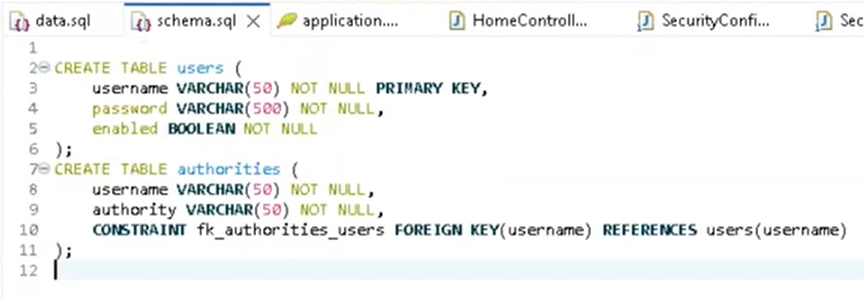 data.sql schema.sql application.... HomeControll... SecurityConfi... Sec
1
2 CREATE TABLE users (
3 username VARCHAR(50) NOT NULL PRIMARY KEY,
4 password VARCHAR(500) NOT NULL,
5 enabled BOOLEAN NOT NULL
6 );
7 CREATE TABLE authorities (
8 username VARCHAR(50) NOT NULL,
9 authority VARCHAR(50) NOT NULL,
10 CONSTRAINT fk_authorities_users FOREIGN KEY(username) REFERENCES users(username)
11 );
12